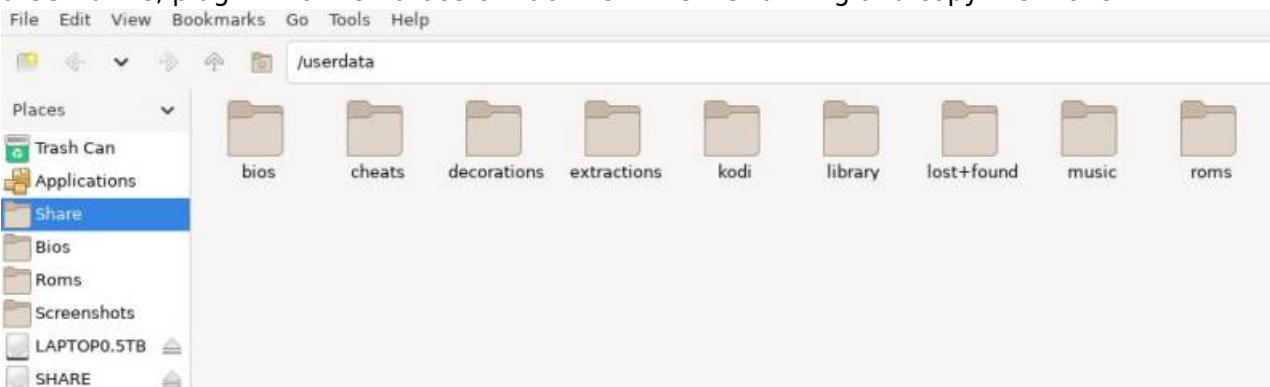 File Edit View Bookmarks Go Tools Help
/userdata
Places
Trash Can
Applications
Share
Bios
Roms
Screenshots
LAPTOP0.5TB
SHARE
bios cheats decorations extractions kodi library lost+found music roms